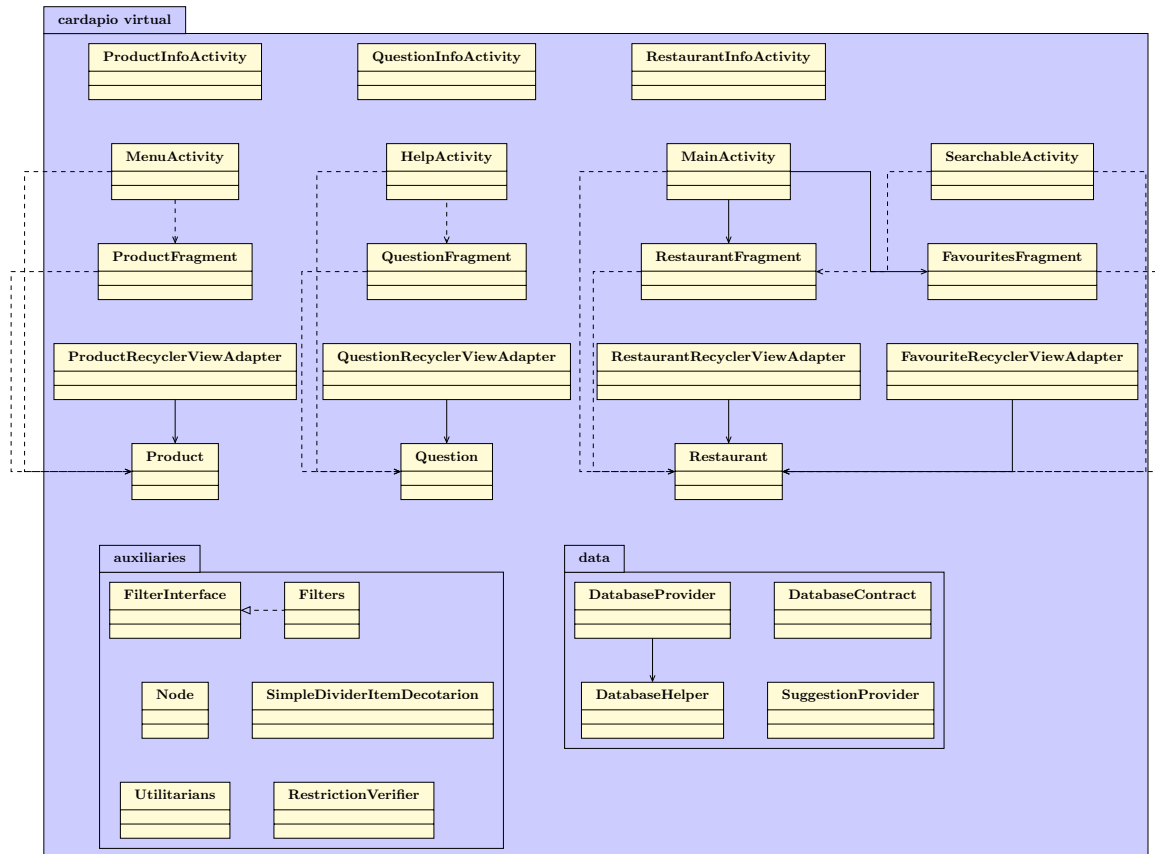 cardapio virtual
ProductInfoActivity
QuestionInfoActivity
RestaurantInfoActivity
MenuActivity
HelpActivity
MainActivity
SearchableActivity
ProductFragment
QuestionFragment
RestaurantFragment
FavouritesFragment
ProductRecyclerViewAdapter
QuestionRecyclerViewAdapter
RestaurantRecyclerViewAdapter
FavouriteRecyclerViewAdapter
Product
Question
Restaurant
auxiliaries
FilterInterface
Filters
Node
SimpleDividerItemDecotarion
Utilitarians
RestrictionVerifier
data
DatabaseProvider
DatabaseContract
DatabaseHelper
SuggestionProvider